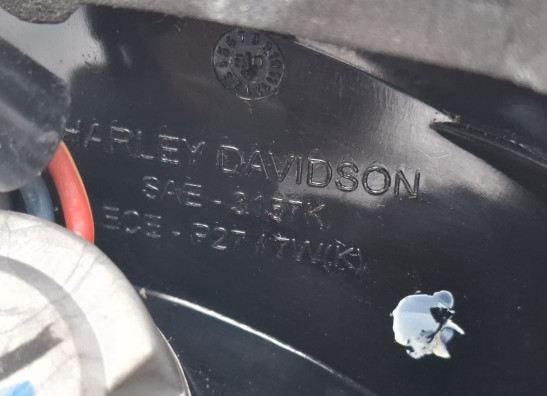 HARLEY DAVIDSON
SAE - 3157K
ECE - P27/7W(K)